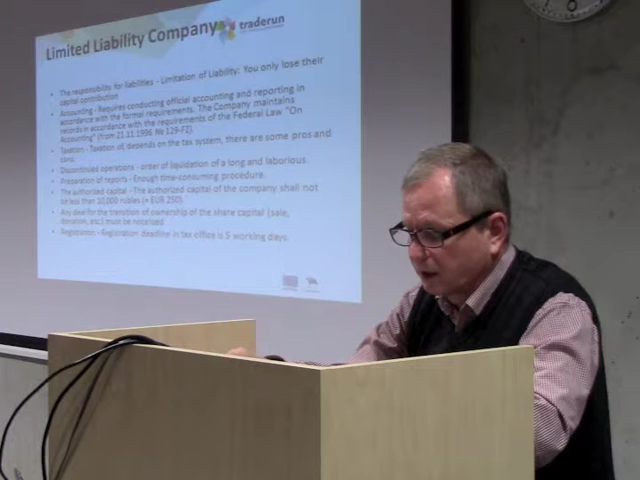 Limited Liability Company
traderun
• The responsibility for liabilities - Limitation of Liability: You only lose their
capital contribution
• Accounting - Requires conducting official accounting and reporting in
accordance with the formal requirements. The Company maintains
records in accordance with the requirements of the Federal Law "On
Accounting" (from 21.11.1996 № 129-FZ).
• Taxation - Taxation depends on the tax system, there are some pros and
cons.
• Discontinued operations - order of liquidation of a long and laborious.
• Preparation of reports - Enough time-consuming procedure.
• The authorized capital - The authorized capital of the company shall not
be less than 10,000 rubles (≈ EUR 250)
• Any deal for the transition of ownership of the share capital (sale,
donation, etc.) must be notarized
• Registration - Registration deadline in tax office is 5 working days.